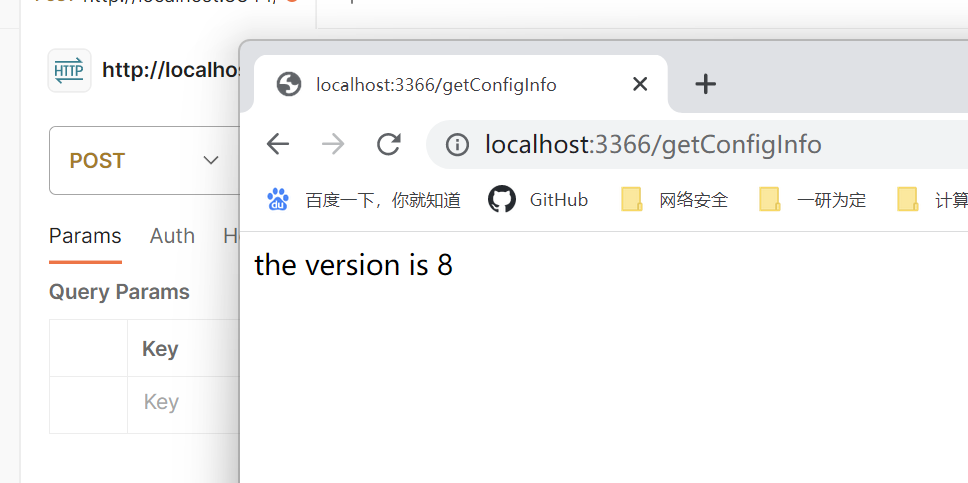 HTTP
http://localho
POST
Params Auth
Query Params
Key
Key
localhost:3366/getConfigInfo
localhost:3366/getConfigInfo
百度一下，你就知道 GitHub 网络安全 一研为定 计算
the version is 8